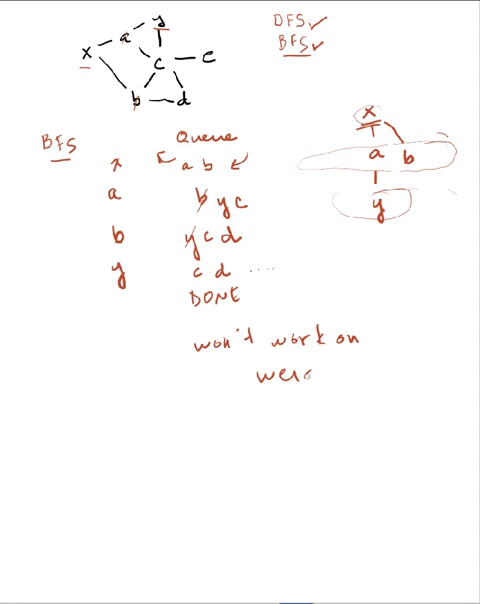 DFS ✓
BFS ✓
x a y c e b d
BFS Queue
x a b
a b y c
b y c d
y c d ....
DONE
x
a b
y
won't work on